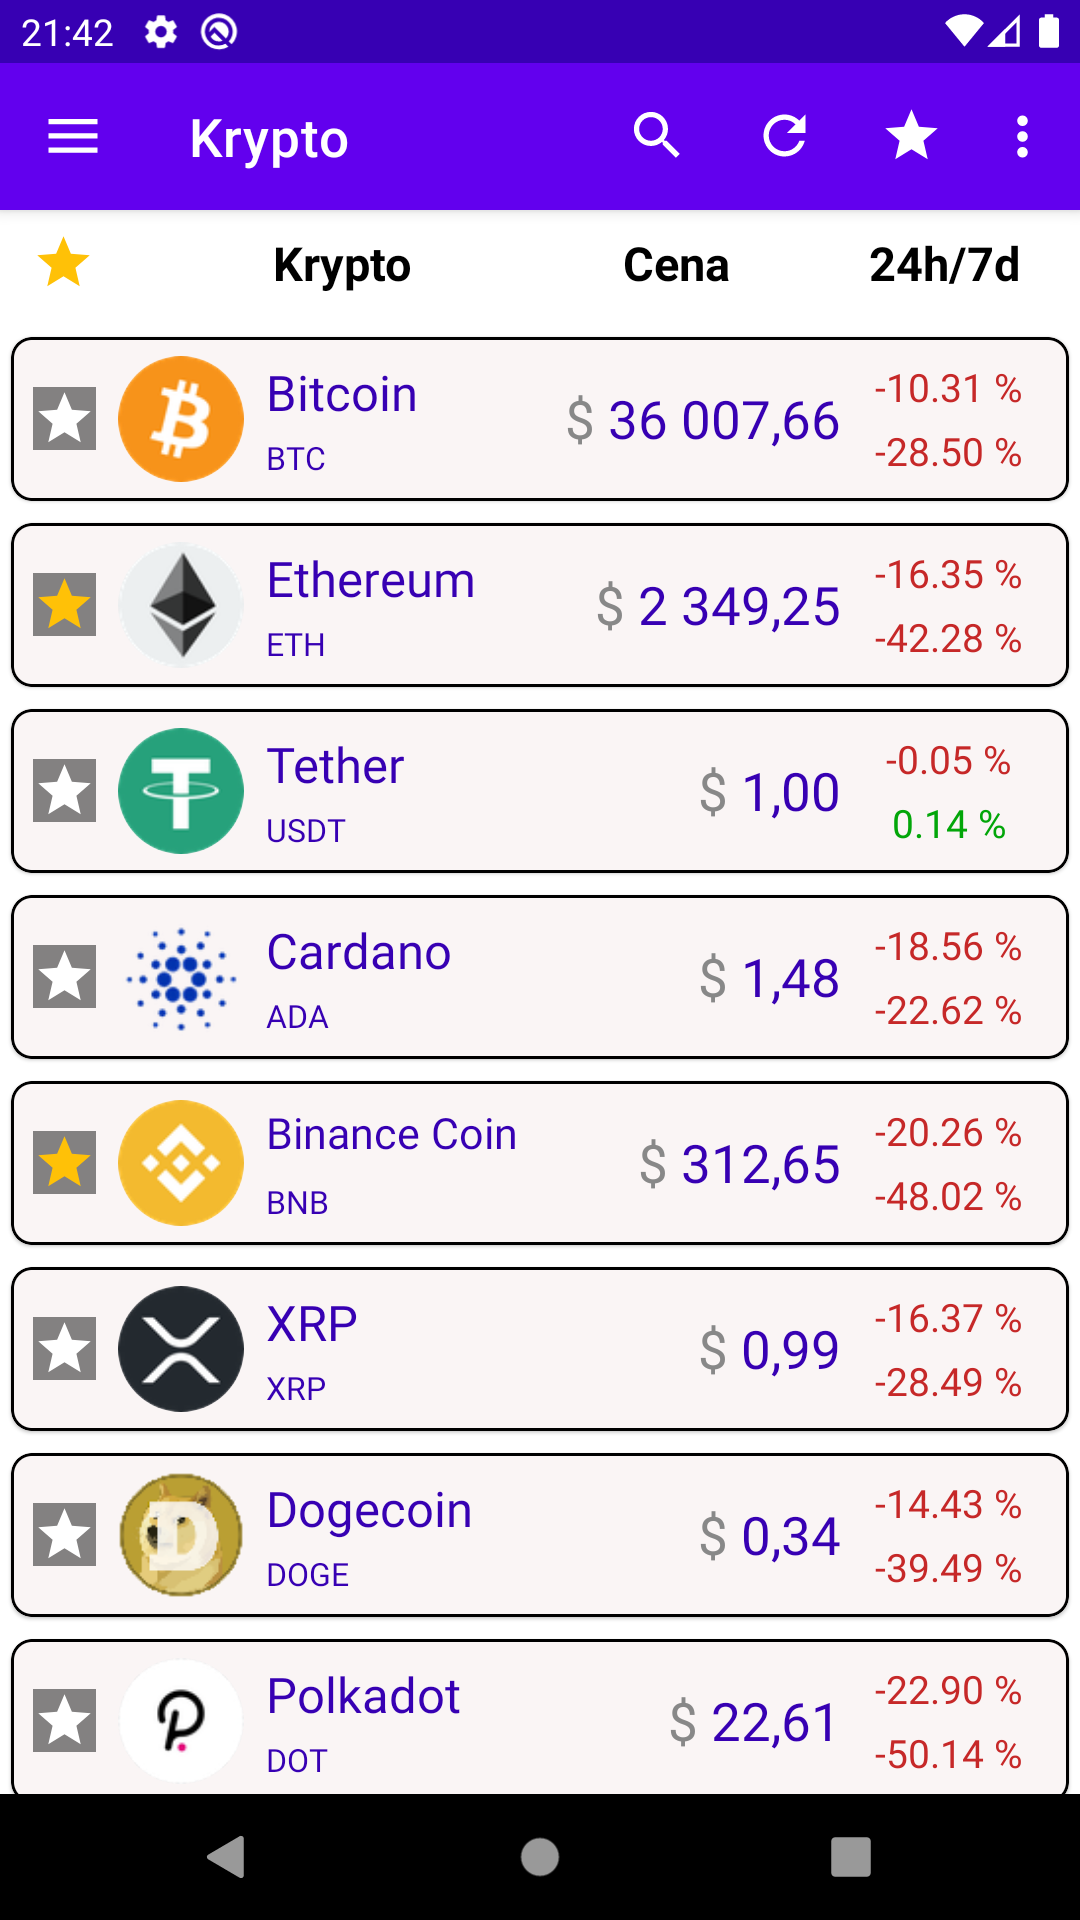 21:42
Krypto
Krypto Cena 24h/7d
Bitcoin
BTC
$ 36 007,66
-10.31 %
-28.50 %
Ethereum
ETH
$ 2 349,25
-16.35 %
-42.28 %
Tether
USDT
$ 1,00
-0.05 %
0.14 %
Cardano
ADA
$ 1,48
-18.56 %
-22.62 %
Binance Coin
BNB
$ 312,65
-20.26 %
-48.02 %
XRP
XRP
$ 0,99
-16.37 %
-28.49 %
Dogecoin
DOGE
$ 0,34
-14.43 %
-39.49 %
Polkadot
DOT
$ 22,61
-22.90 %
-50.14 %